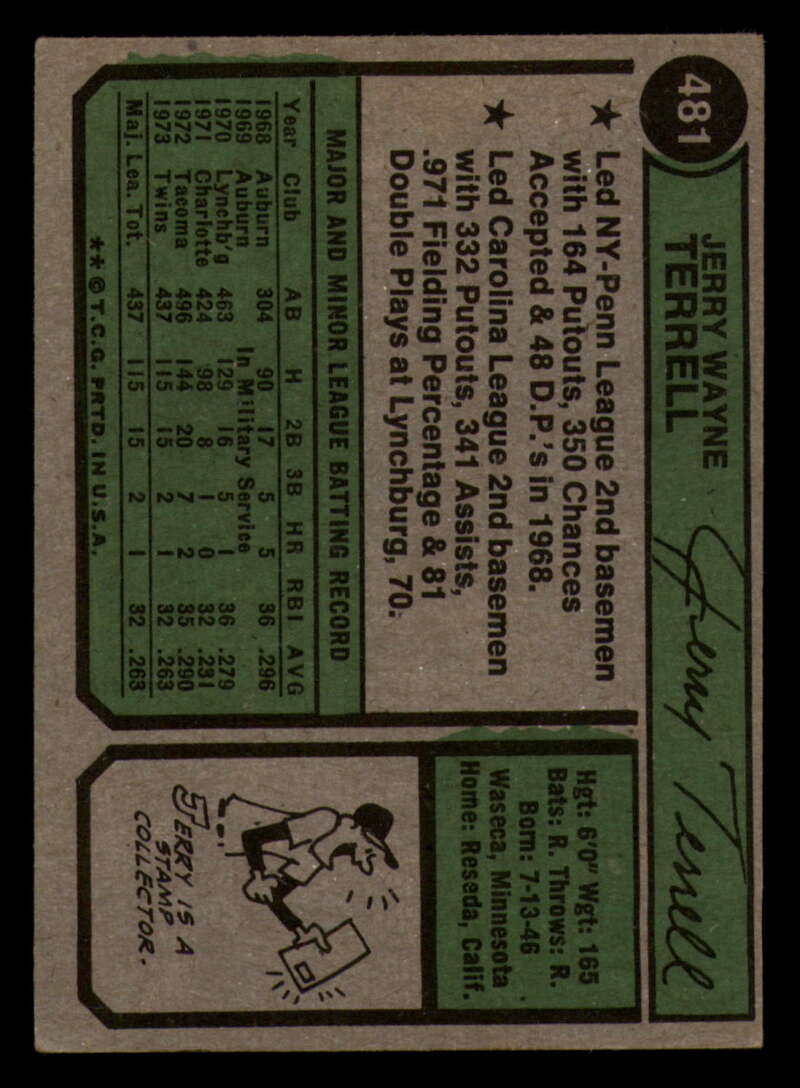 481
JERRY WAYNE
TERRELL
Jerry Terrell
★ Led NY-Penn League 2nd basemen
with 164 Putouts, 350 Chances
Accepted & 48 D.P.'s in 1968.
★ Led Carolina League 2nd basemen
with 332 Putouts, 341 Assists,
.971 Fielding Percentage & 81
Double Plays at Lynchburg, 70.
MAJOR AND MINOR LEAGUE BATTING RECORD
Year Club AB H 2B 3B HR RBI AVG
1968 Auburn 304 90 17 5 5 36 .296
1969 Auburn In Military Service
1970 Lynchb'g 463 129 16 5 1 36 .279
1971 Charlotte 424 98 8 1 0 32 .231
1972 Tacoma 496 144 20 7 2 35 .290
1973 Twins 437 115 15 2 1 32 .263
Maj. Lea. Tot. 437 115 15 2 1 32 .263
**©T.C.G. PRTD. IN U.S.A.
Hgt: 6'0" Wgt: 165
Bats: R. Throws: R.
Born: 7-13-46
Waseca, Minnesota
Home: Reseda, Calif.
JERRY IS A
STAMP
COLLECTOR.